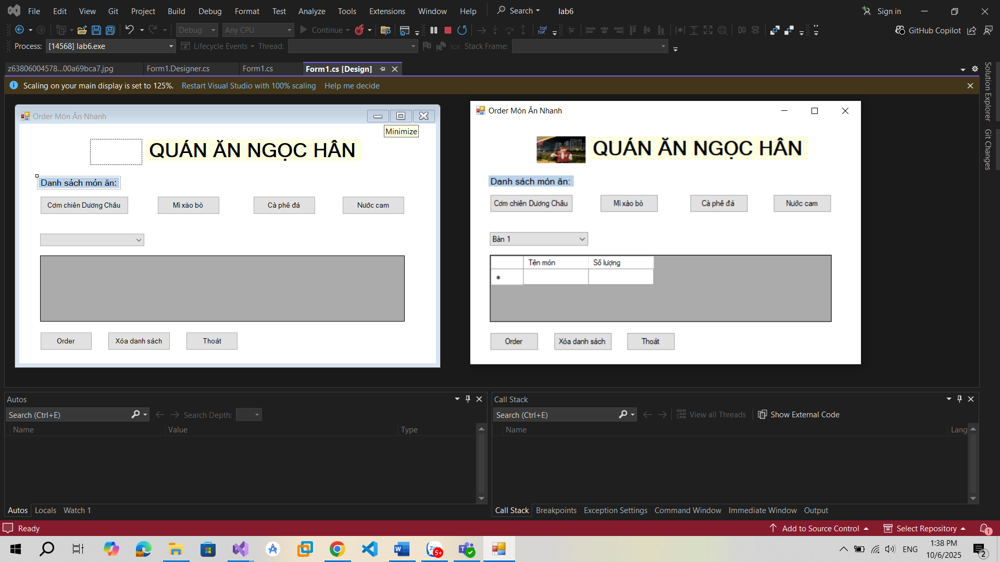 File Edit View Git Project Build Debug Format Test Analyze Tools Extensions Window Help Search lab6 Sign in
Debug Any CPU Continue GitHub Copilot
Process: [14568] lab6.exe Lifecycle Events Thread: Stack Frame:
z63806004578...00a69bca7.jpg Form1.Designer.cs Form1.cs Form1.cs [Design]
Scaling on your main display is set to 125%. Restart Visual Studio with 100% scaling Help me decide
Solution Explorer
Git Changes
Order Món Ăn Nhanh
Minimize
QUÁN ĂN NGỌC HÂN
Danh sách món ăn:
Cơm chiên Dương Châu Mì xào bò Cà phê đá Nước cam
Order Xóa danh sách Thoát
Order Món Ăn Nhanh
QUÁN ĂN NGỌC HÂN
Danh sách món ăn:
Cơm chiên Dương Châu Mì xào bò Cà phê đá Nước cam
Bàn 1
Tên món Số lượng
Order Xóa danh sách Thoát
Autos
Search (Ctrl+E) Search Depth:
Name Value Type
Autos Locals Watch 1
Call Stack
Search (Ctrl+E) View all Threads Show External Code
Name Lang
Call Stack Breakpoints Exception Settings Command Window Immediate Window Output
Ready Add to Source Control Select Repository 1
5+ ENG 1:38 PM
10/6/2025 2